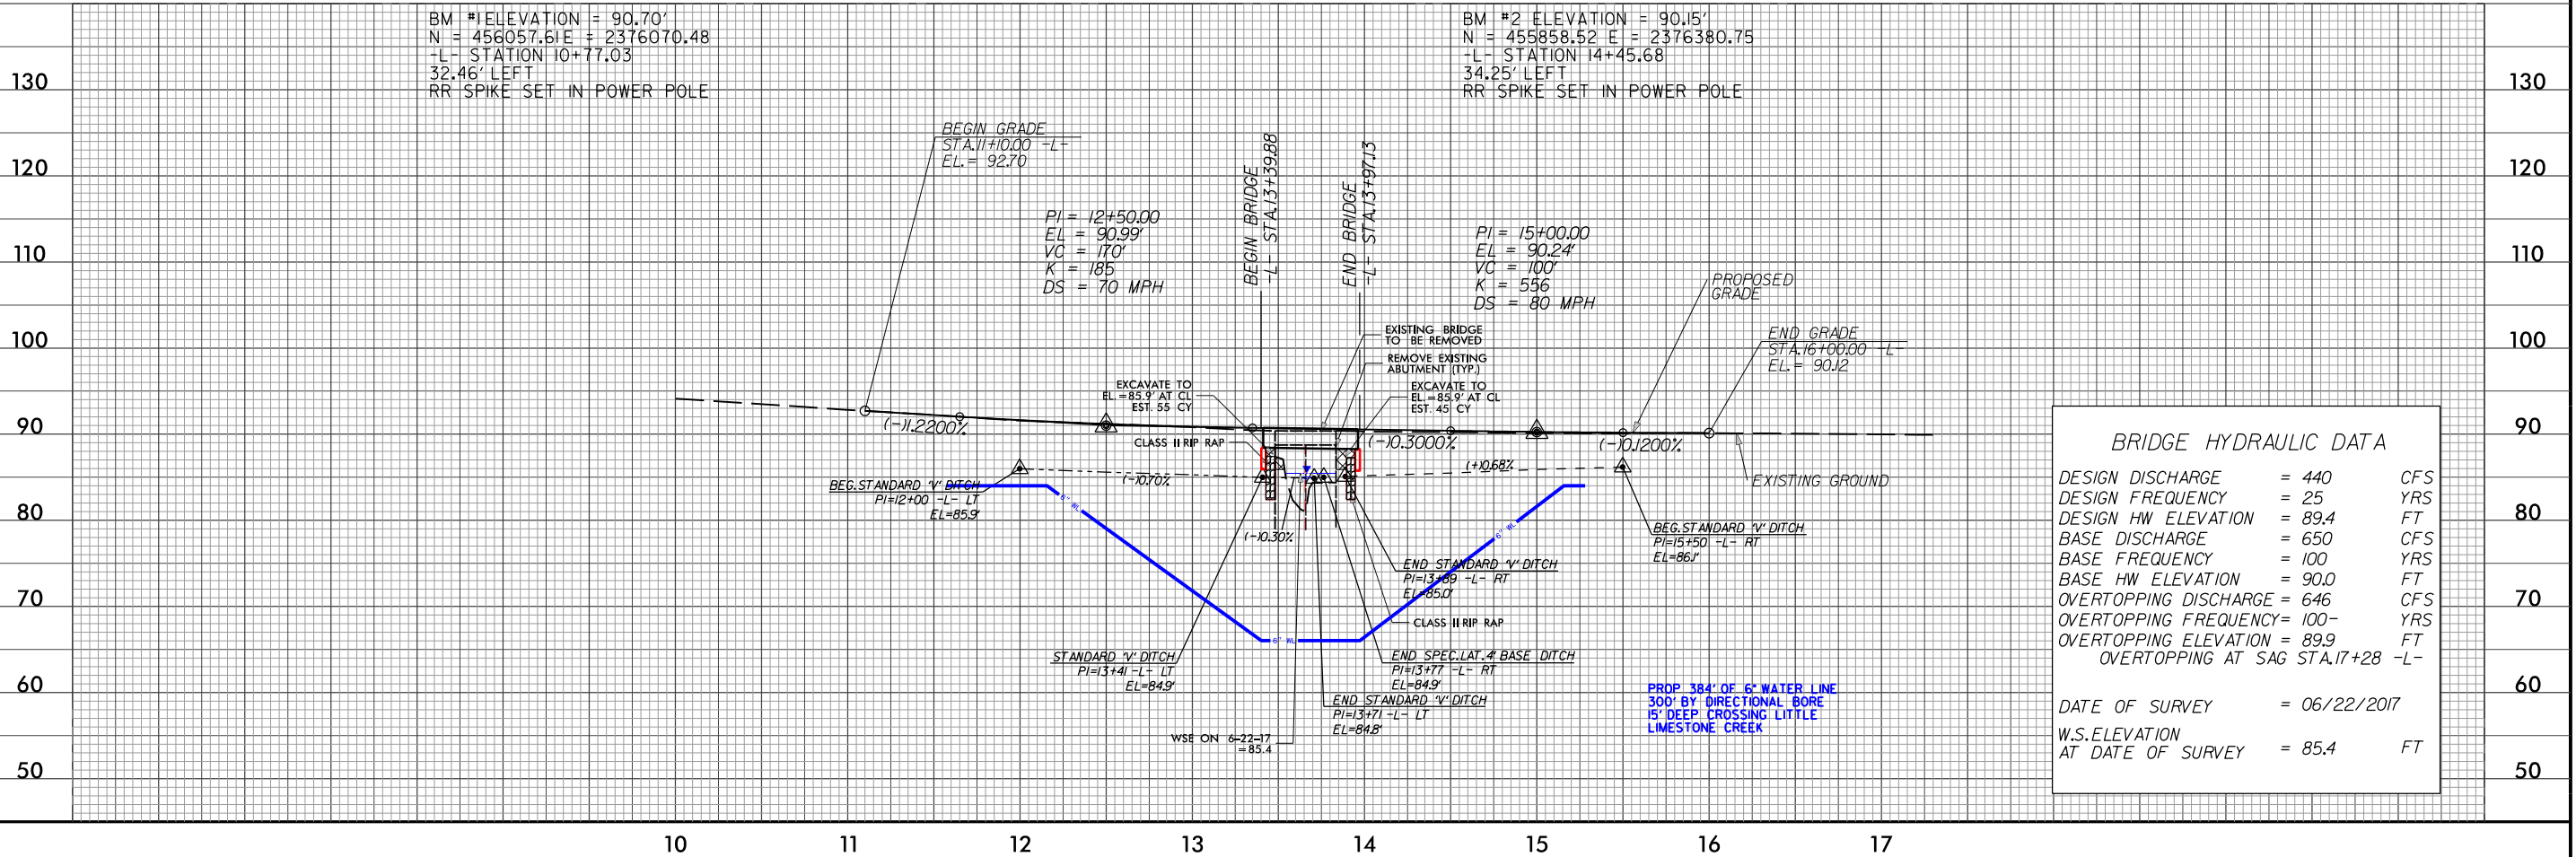 BM #1 ELEVATION = 90.70'
N = 456057.61 E = 2376070.48
-L- STATION 10+77.03
32.46' LEFT
RR SPIKE SET IN POWER POLE
BM #2 ELEVATION = 90.15'
N = 455858.52 E = 2376380.75
-L- STATION 14+45.68
34.25' LEFT
RR SPIKE SET IN POWER POLE
130
120
110
100
90
80
70
60
50
BEGIN GRADE
STA.11+10.00 -L-
EL.= 92.70
PI = 12+50.00
EL = 90.99'
VC = 170'
K = 185
DS = 70 MPH
BEGIN BRIDGE
-L- STA.13+39.88
END BRIDGE
-L- STA.13+97.13
PI = 15+00.00
EL = 90.24'
VC = 100'
K = 556
DS = 80 MPH
PROPOSED
GRADE
END GRADE
STA.16+00.00 -L-
EL.= 90.12
EXISTING BRIDGE
TO BE REMOVED
REMOVE EXISTING
ABUTMENT (TYP.)
EXCAVATE TO
EL.=85.9' AT CL
EST. 55 CY
EXCAVATE TO
EL.=85.9' AT CL
EST. 45 CY
(-)1.2200%
CLASS II RIP RAP
(-)0.3000%
(-)0.1200%
(+)0.68%
(-)0.70%
EXISTING GROUND
BEG.STANDARD 'V' DITCH
PI=12+00 -L- LT
EL=85.9'
6" WL
6" WL
(-)0.30%
BEG.STANDARD 'V' DITCH
PI=15+50 -L- RT
EL=86.1'
END STANDARD 'V' DITCH
PI=13+89 -L- RT
EL=85.0'
CLASS II RIP RAP
6" WL
STANDARD 'V' DITCH
PI=13+41 -L- LT
EL=84.9'
END SPEC.LAT.4' BASE DITCH
PI=13+77 -L- RT
EL=84.9'
END STANDARD 'V' DITCH
PI=13+71 -L- LT
EL=84.8'
WSE ON 6-22-17
=85.4
PROP 384' OF 6" WATER LINE
300' BY DIRECTIONAL BORE
15' DEEP CROSSING LITTLE
LIMESTONE CREEK
BRIDGE HYDRAULIC DATA
DESIGN DISCHARGE = 440 CFS
DESIGN FREQUENCY = 25 YRS
DESIGN HW ELEVATION = 89.4 FT
BASE DISCHARGE = 650 CFS
BASE FREQUENCY = 100 YRS
BASE HW ELEVATION = 90.0 FT
OVERTOPPING DISCHARGE = 646 CFS
OVERTOPPING FREQUENCY= 100- YRS
OVERTOPPING ELEVATION = 89.9 FT
OVERTOPPING AT SAG STA.17+28 -L-
DATE OF SURVEY = 06/22/2017
W.S.ELEVATION
AT DATE OF SURVEY = 85.4 FT
130
120
110
100
90
80
70
60
50
10 11 12 13 14 15 16 17